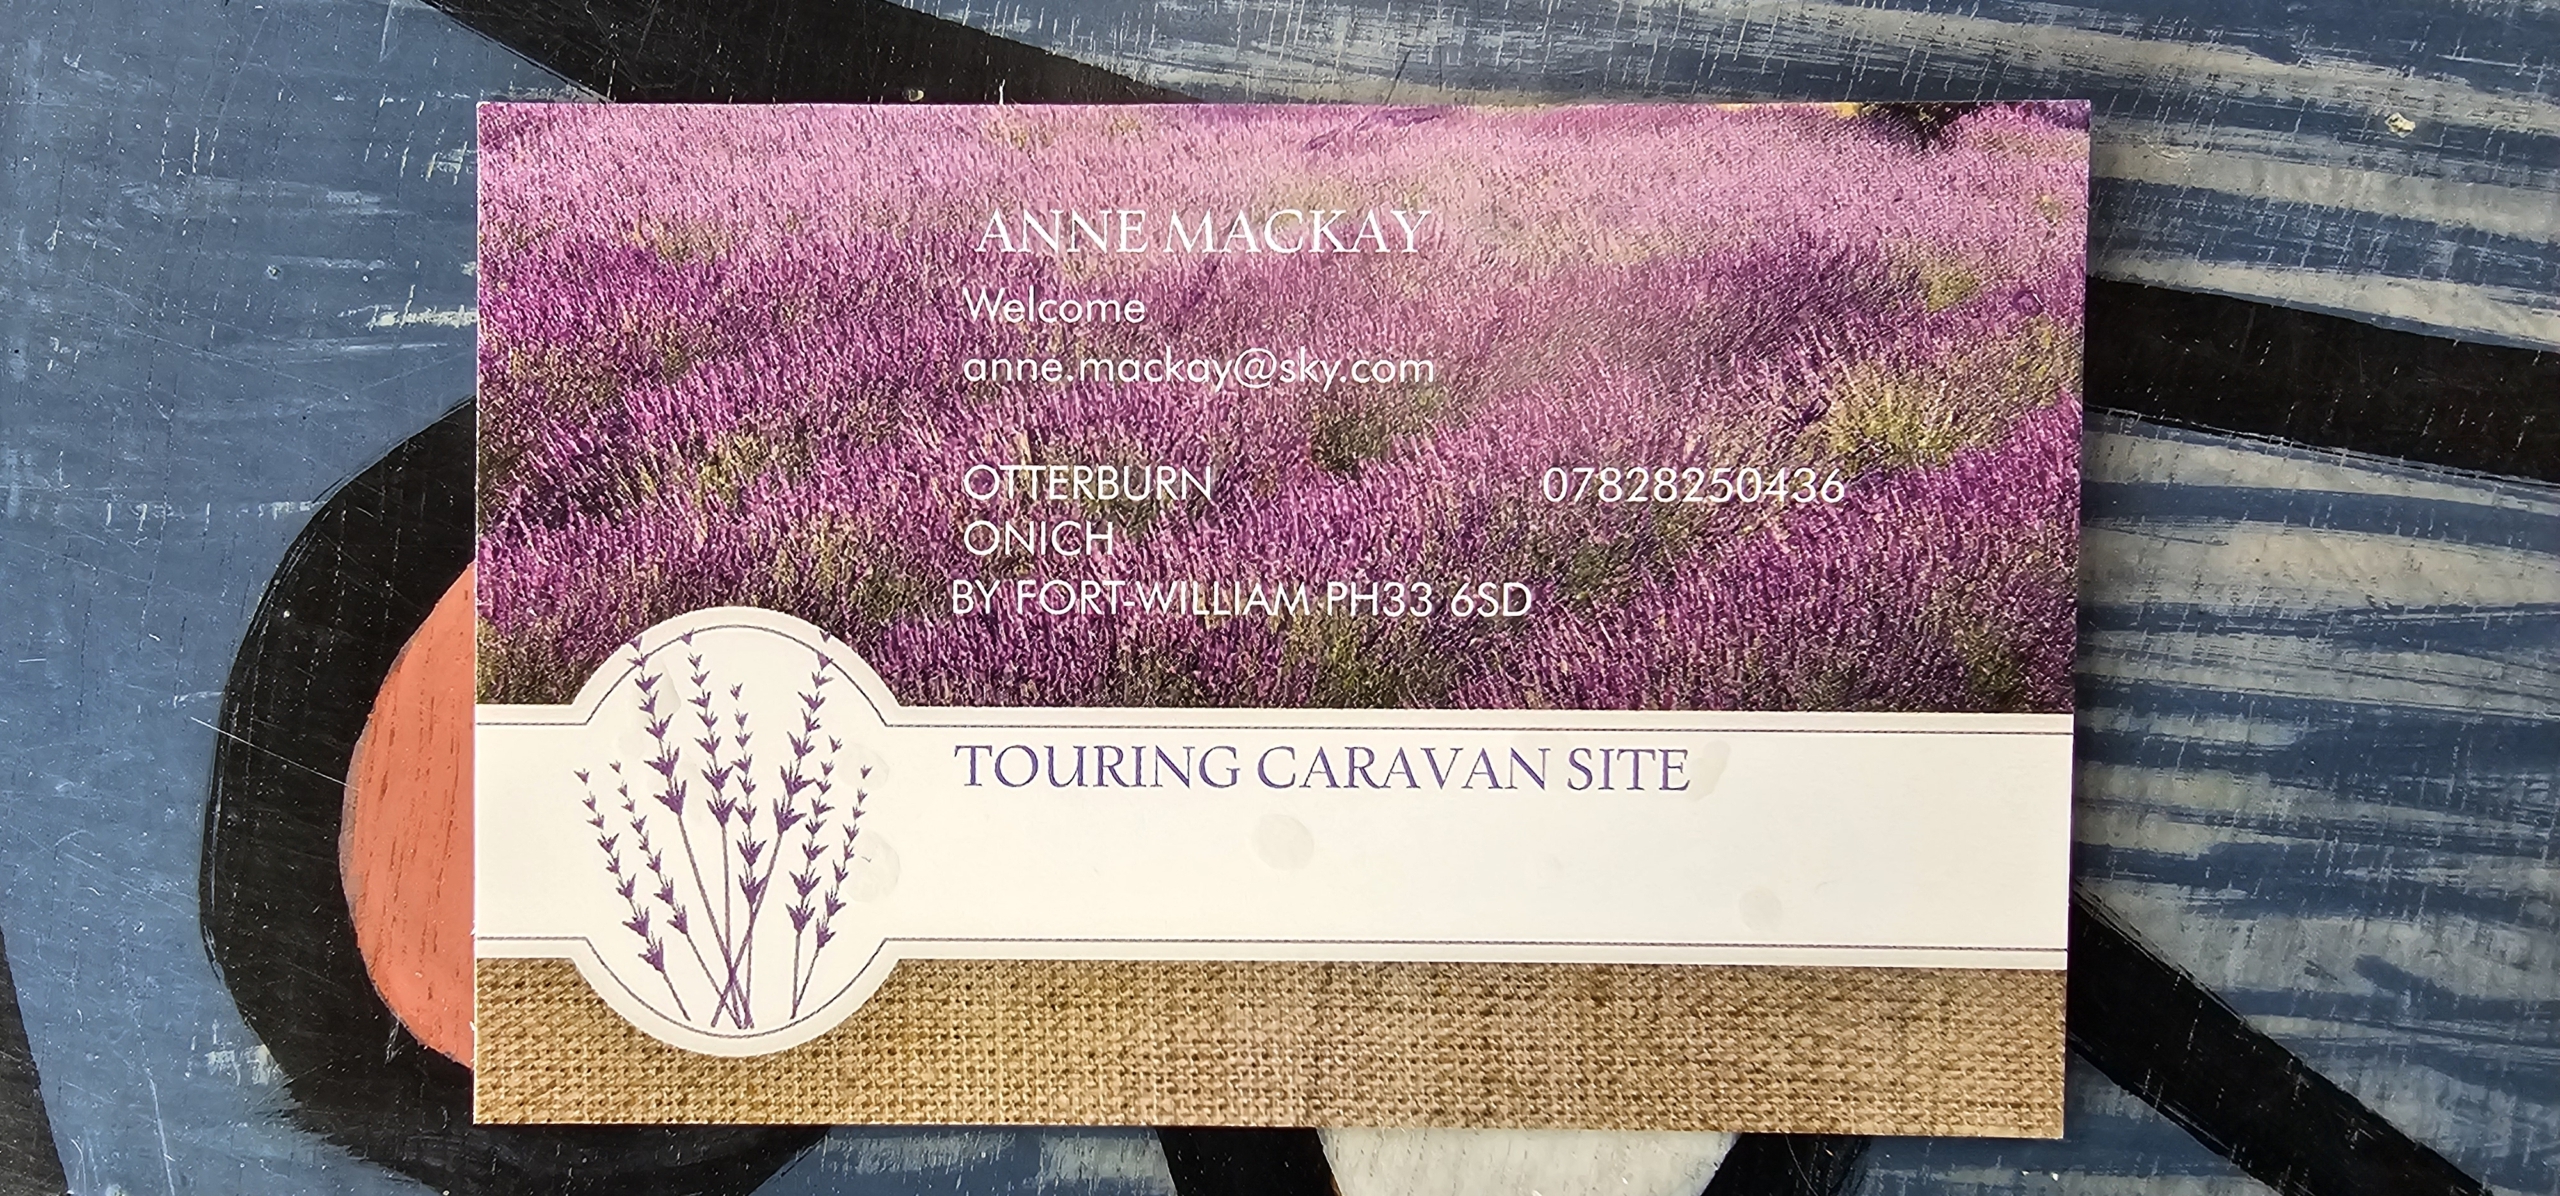 ANNE MACKAY
Welcome
anne.mackay@sky.com
OTTERBURN
07828250436
ONICH
BY FORT-WILLIAM PH33 6SD
TOURING CARAVAN SITE